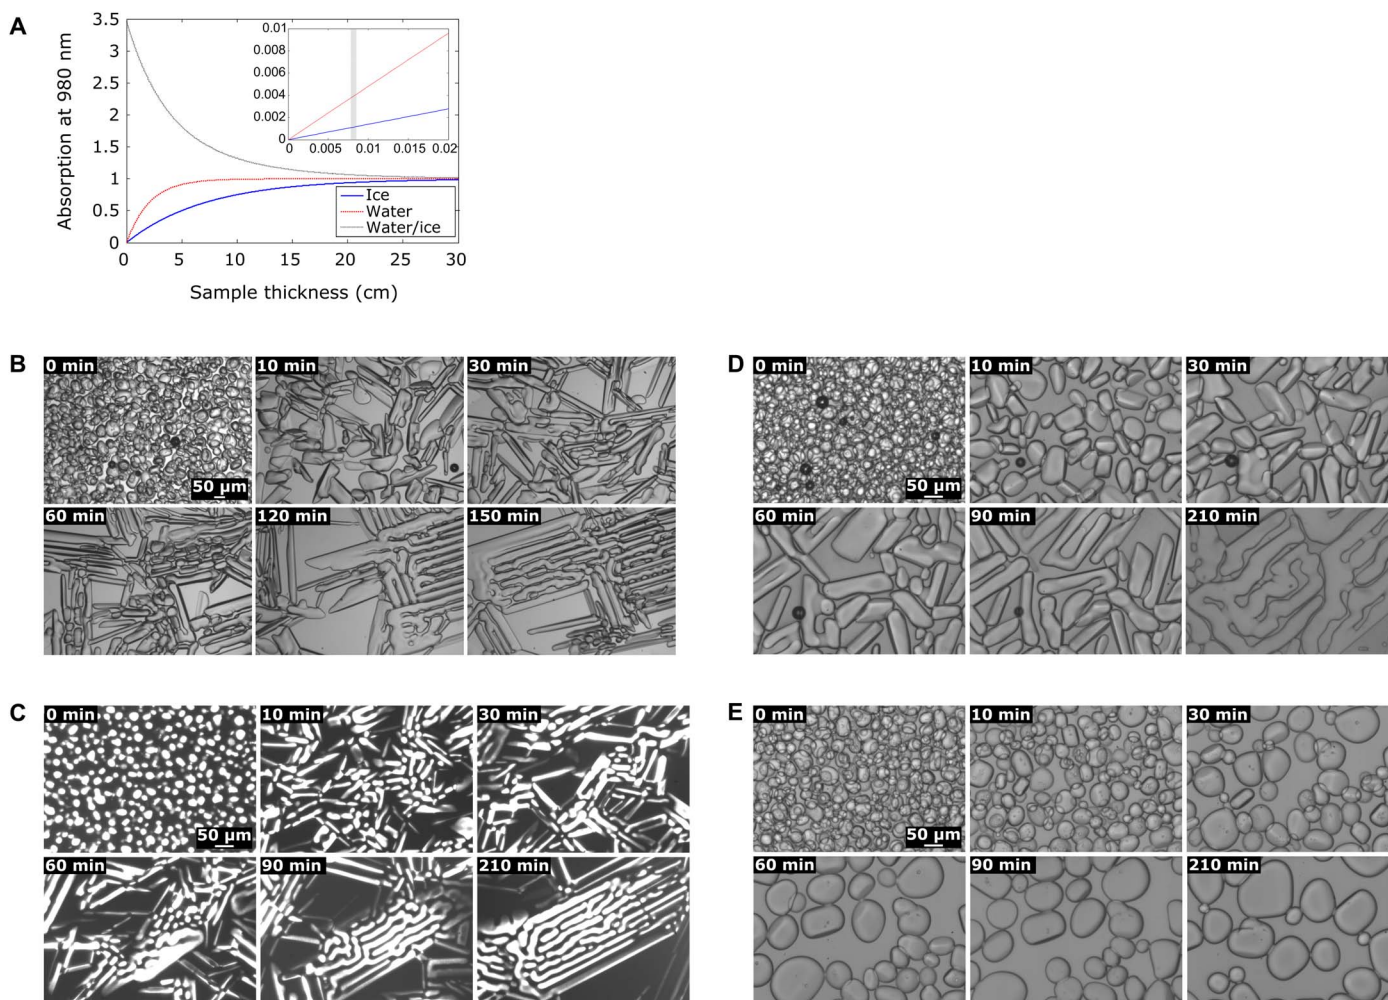 A
Absorption at 980 nm
3.5
3
2.5
2
1.5
1
0.5
0
0.01
0.008
0.006
0.004
0.002
0
0 0.005 0.01 0.015 0.02
Ice
Water
Water/ice
0 5 10 15 20 25 30
Sample thickness (cm)
B
0 min 10 min 30 min
50 µm
60 min 120 min 150 min
C
0 min 10 min 30 min
50 µm
60 min 90 min 210 min
D
0 min 10 min 30 min
50 µm
60 min 90 min 210 min
E
0 min 10 min 30 min
50 µm
60 min 90 min 210 min